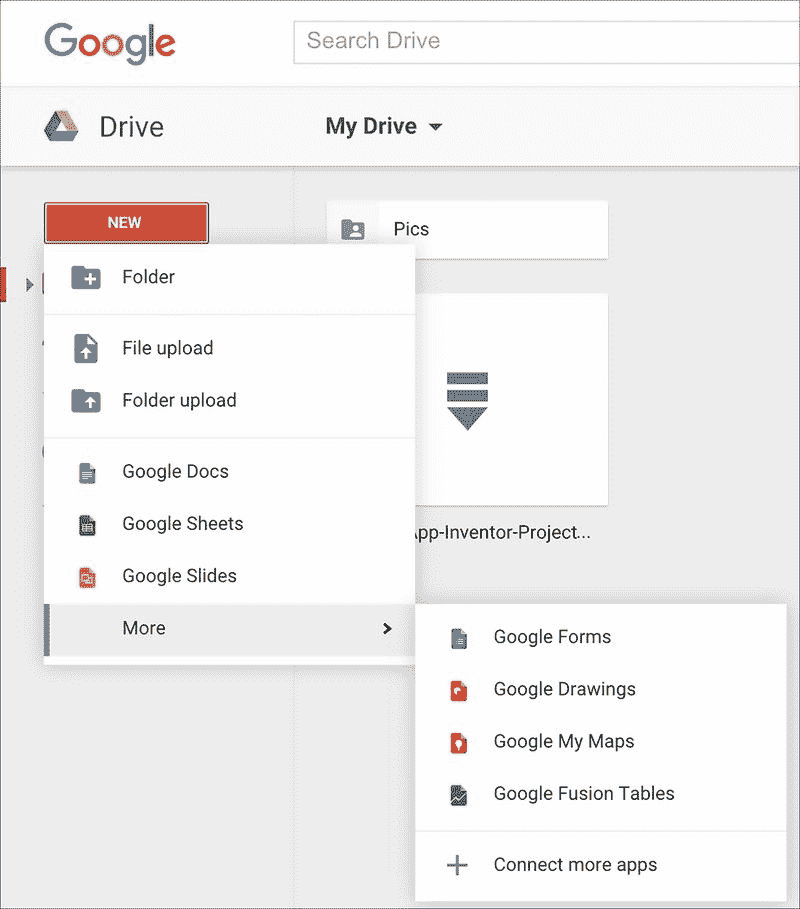 Google
Search Drive
Drive
My Drive
NEW
Pics
Folder
File upload
Folder upload
Google Docs
Google Sheets
Google Slides
More
App-Inventor-Project...
Google Forms
Google Drawings
Google My Maps
Google Fusion Tables
Connect more apps